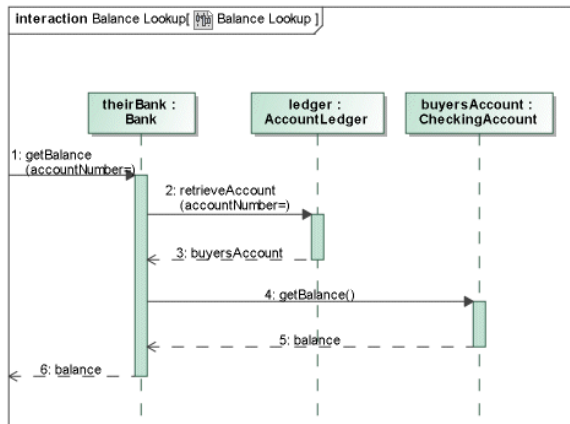 interaction Balance Lookup[ Balance Lookup ]
theirBank :
Bank
ledger :
AccountLedger
buyersAccount :
CheckingAccount
1: getBalance
(accountNumber=)
2: retrieveAccount
(accountNumber=)
3: buyersAccount
4: getBalance()
5: balance
6: balance